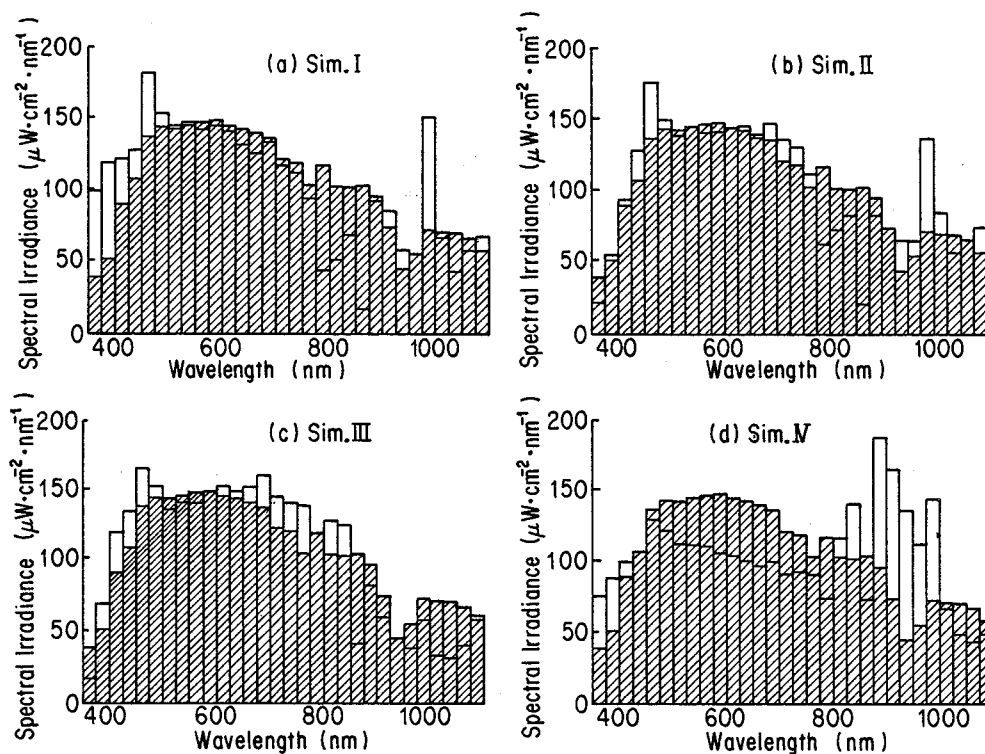 (a) Sim.I
Spectral Irradiance (μW·cm⁻²·nm⁻¹)
200
150
100
50
0
400 600 800 1000
Wavelength (nm)
(b) Sim.II
Spectral Irradiance (μW·cm⁻²·nm⁻¹)
200
150
100
50
0
400 600 800 1000
Wavelength (nm)
(c) Sim.III
Spectral Irradiance (μW·cm⁻²·nm⁻¹)
200
150
100
50
0
400 600 800 1000
Wavelength (nm)
(d) Sim.IV
Spectral Irradiance (μW·cm⁻²·nm⁻¹)
200
150
100
50
0
400 600 800 1000
Wavelength (nm)